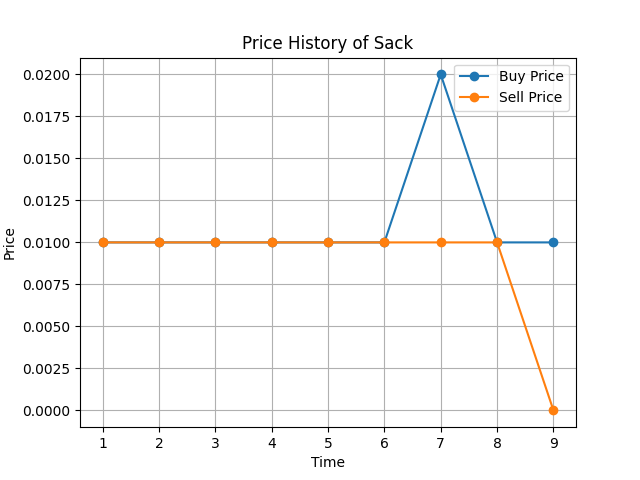 Price History of Sack
Buy Price
Sell Price
0.0200
0.0175
0.0150
0.0125
0.0100
0.0075
0.0050
0.0025
0.0000
Price
1 2 3 4 5 6 7 8 9
Time